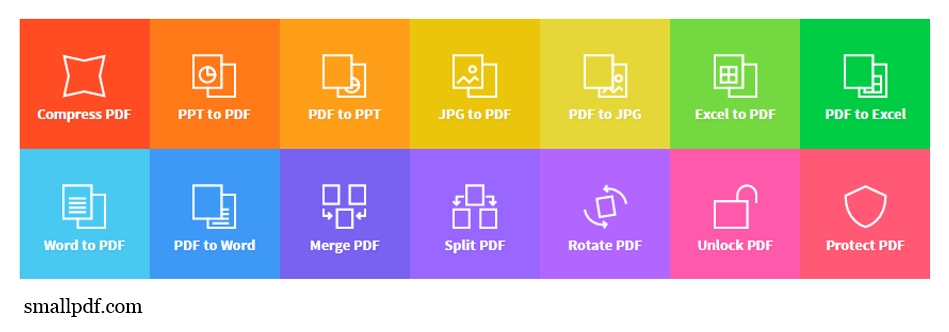 Compress PDF
PPT to PDF
PDF to PPT
JPG to PDF
PDF to JPG
Excel to PDF
PDF to Excel
Word to PDF
PDF to Word
Merge PDF
Split PDF
Rotate PDF
Unlock PDF
Protect PDF
smallpdf.com